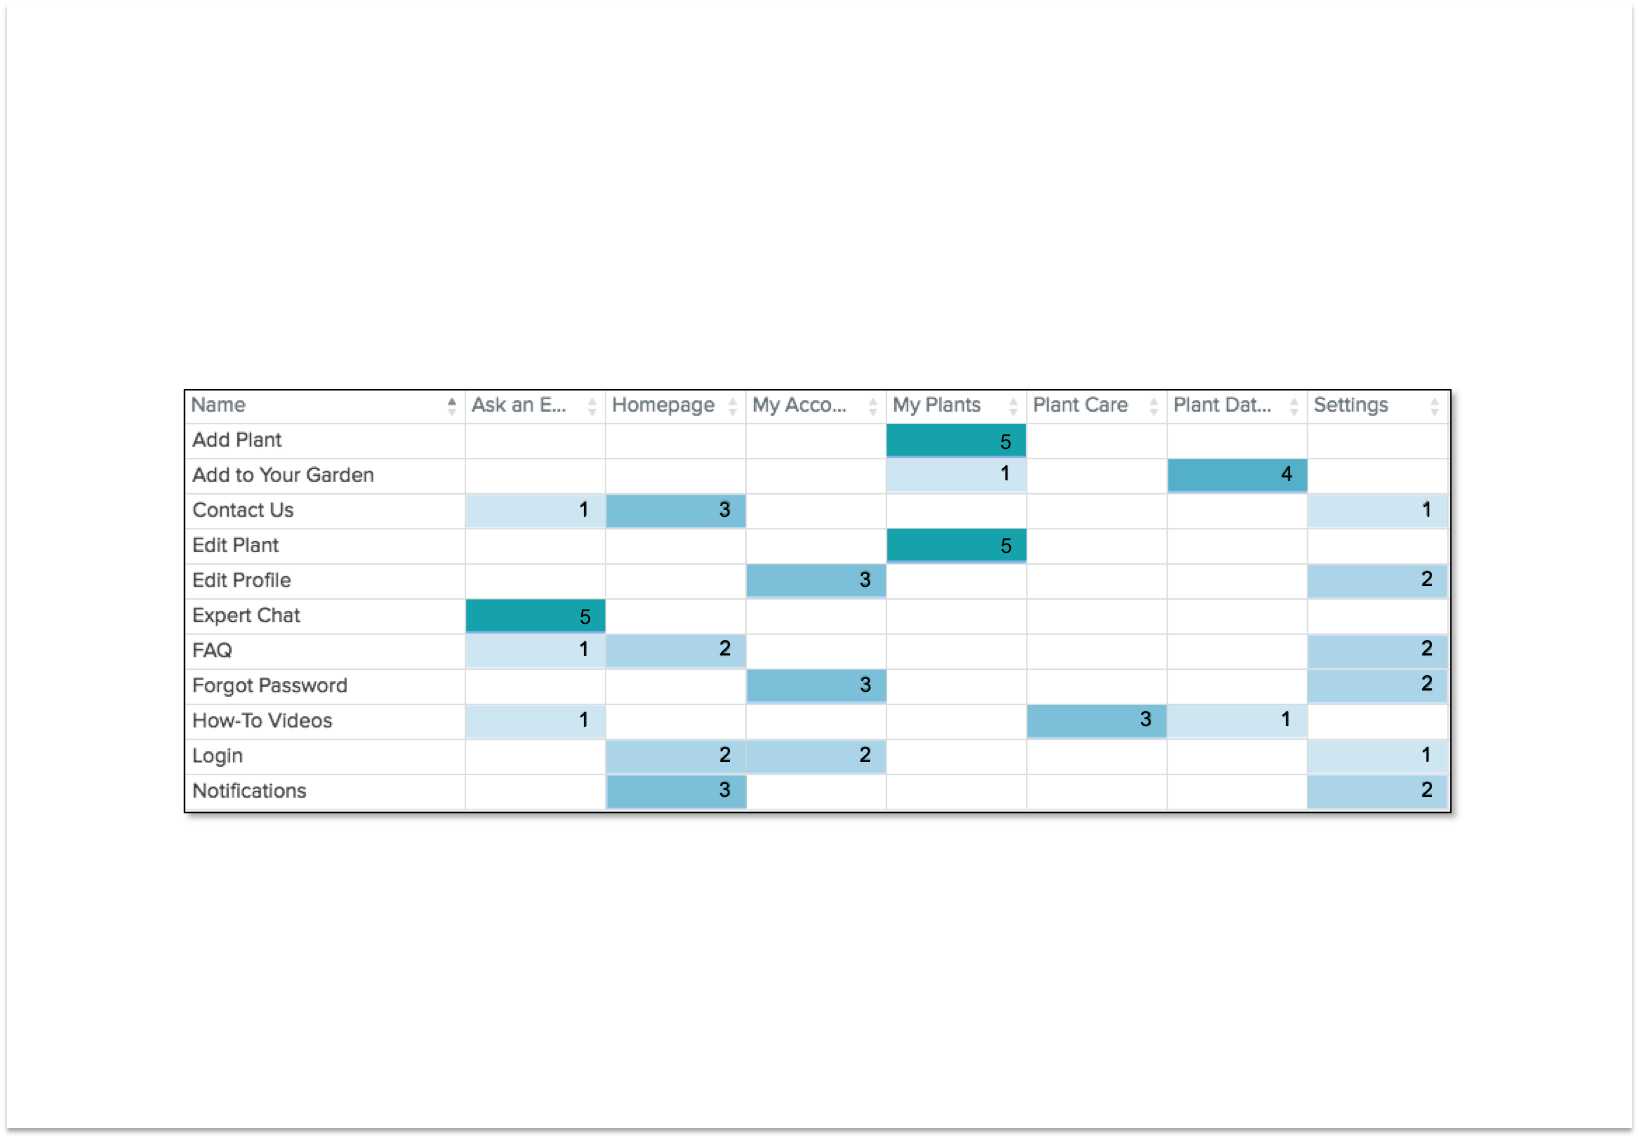 Name Ask an E... Homepage My Acco... My Plants Plant Care Plant Dat... Settings
Add Plant 5
Add to Your Garden 1 4
Contact Us 1 3 1
Edit Plant 5
Edit Profile 3 2
Expert Chat 5
FAQ 1 2 2
Forgot Password 3 2
How-To Videos 1 3 1
Login 2 2 1
Notifications 3 2